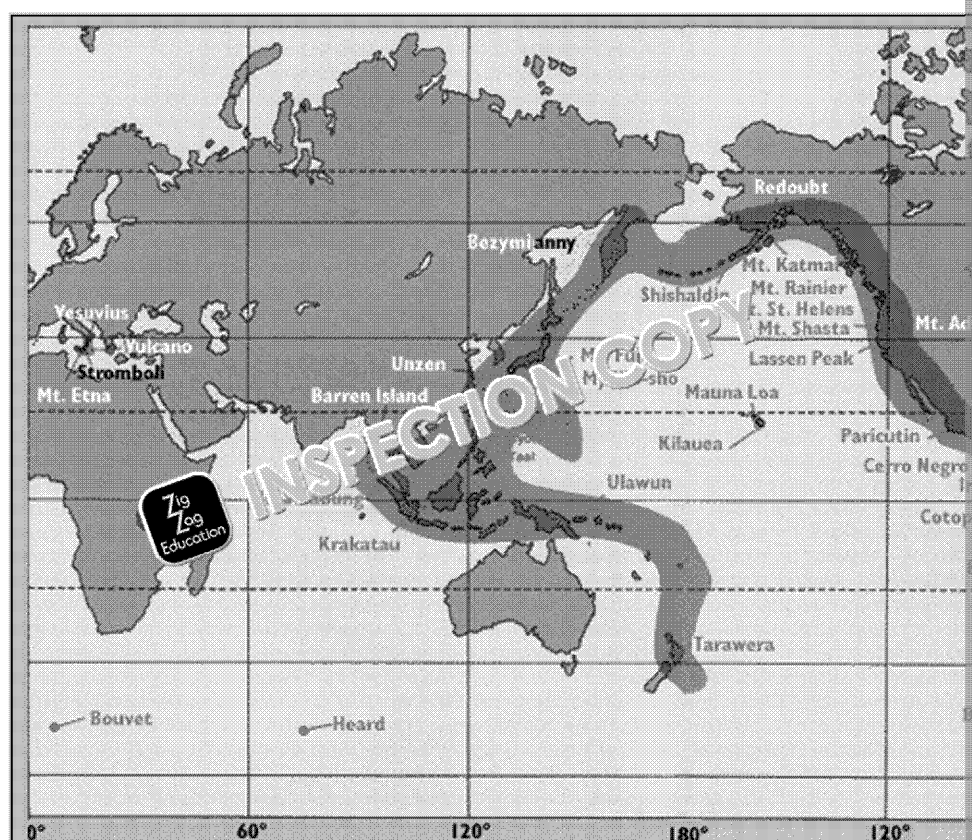 Redoubt
Bezymianny
Mt. Katmai
Shishaldin
Mt. Rainier
t. St. Helens
Mt. Shasta
Lassen Peak
Vesuvius
Vulcano
Stromboli
Mt. Etna
Unzen
Barren Island
Mauna Loa
Kilauea
Paricutin
Cerro Negro
Ulawun
Krakatau
Tarawera
Bouvet
Heard
INSPECTION COPY
Zig
Zag
Education
0°
60°
120°
180°
120°